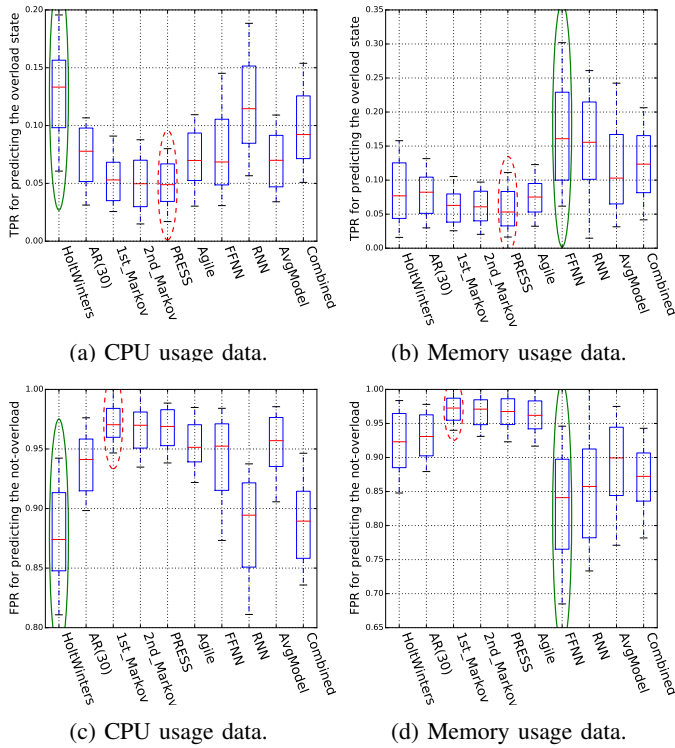 TPR for predicting the overload state
0.20
0.15
0.10
0.05
0.00
HoltWinters
AR(30)
1st_Markov
2nd_Markov
PRESS
Agile
FFNN
RNN
AvgModel
Combined
(a) CPU usage data.
TPR for predicting the overload state
0.35
0.30
0.25
0.20
0.15
0.10
0.05
0.00
HoltWinters
AR(30)
1st_Markov
2nd_Markov
PRESS
Agile
FFNN
RNN
AvgModel
Combined
(b) Memory usage data.
FPR for predicting the not-overload
1.00
0.95
0.90
0.85
0.80
HoltWinters
AR(30)
1st_Markov
2nd_Markov
PRESS
Agile
FFNN
RNN
AvgModel
Combined
(c) CPU usage data.
FPR for predicting the not-overload
1.00
0.95
0.90
0.85
0.80
0.75
0.70
0.65
HoltWinters
AR(30)
1st_Markov
2nd_Markov
PRESS
Agile
FFNN
RNN
AvgModel
Combined
(d) Memory usage data.